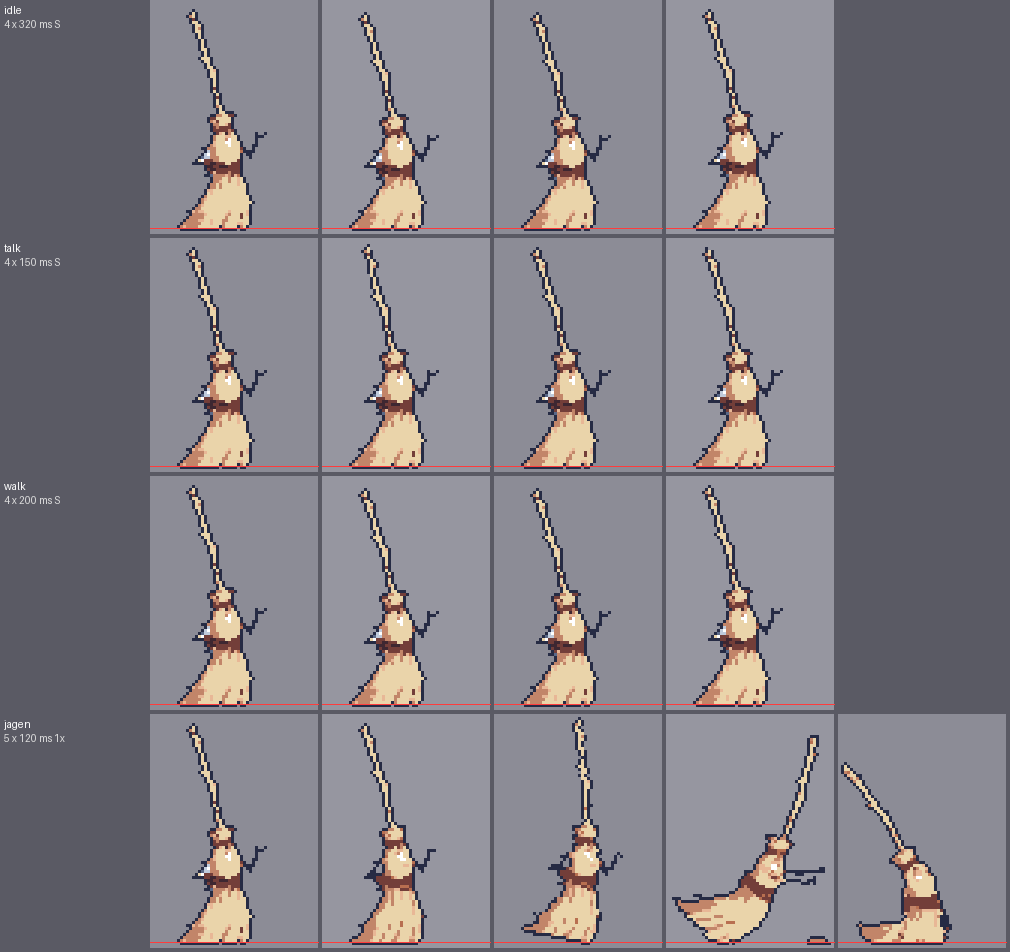 idle
4 x 320 ms S
talk
4 x 150 ms S
walk
4 x 200 ms S
jagen
5 x 120 ms 1x